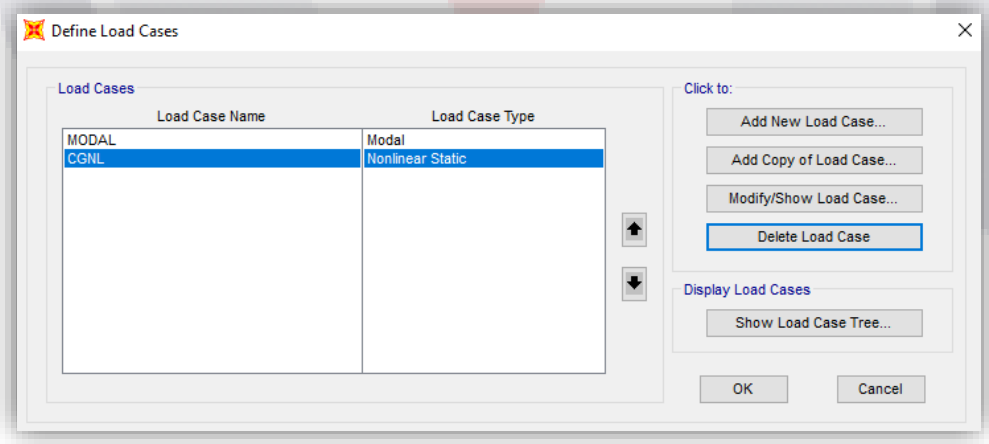 Define Load Cases
Load Cases
Load Case Name Load Case Type
MODAL Modal
CGNL Nonlinear Static
Click to:
Add New Load Case...
Add Copy of Load Case...
Modify/Show Load Case...
Delete Load Case
Display Load Cases
Show Load Case Tree...
OK Cancel